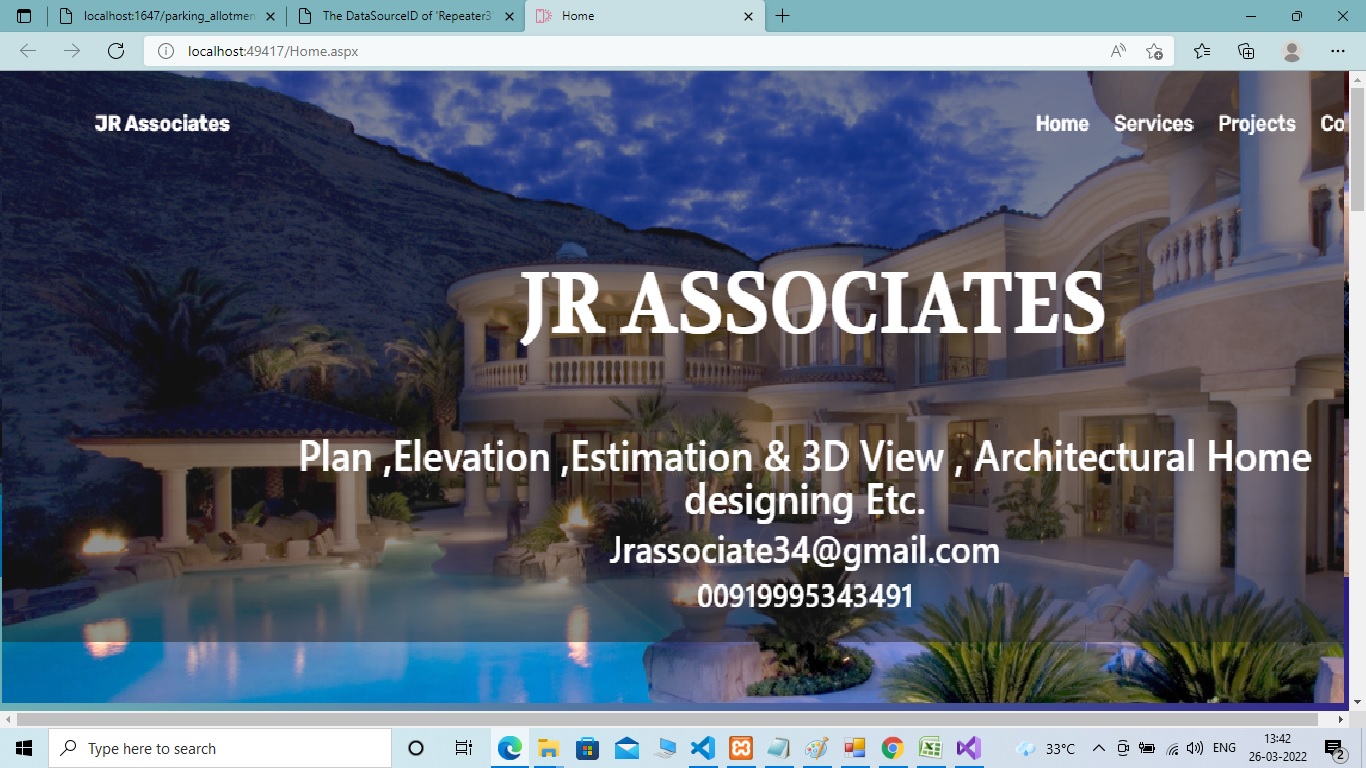 localhost:1647/parking_allotmen
The DataSourceID of 'Repeater3'
Home
localhost:49417/Home.aspx
JR Associates
Home Services Projects Co
JR ASSOCIATES
Plan ,Elevation ,Estimation & 3D View , Architectural Home
designing Etc.
Jrassociate34@gmail.com
00919995343491
Type here to search
33°C
ENG
13:42
26-03-2022
2